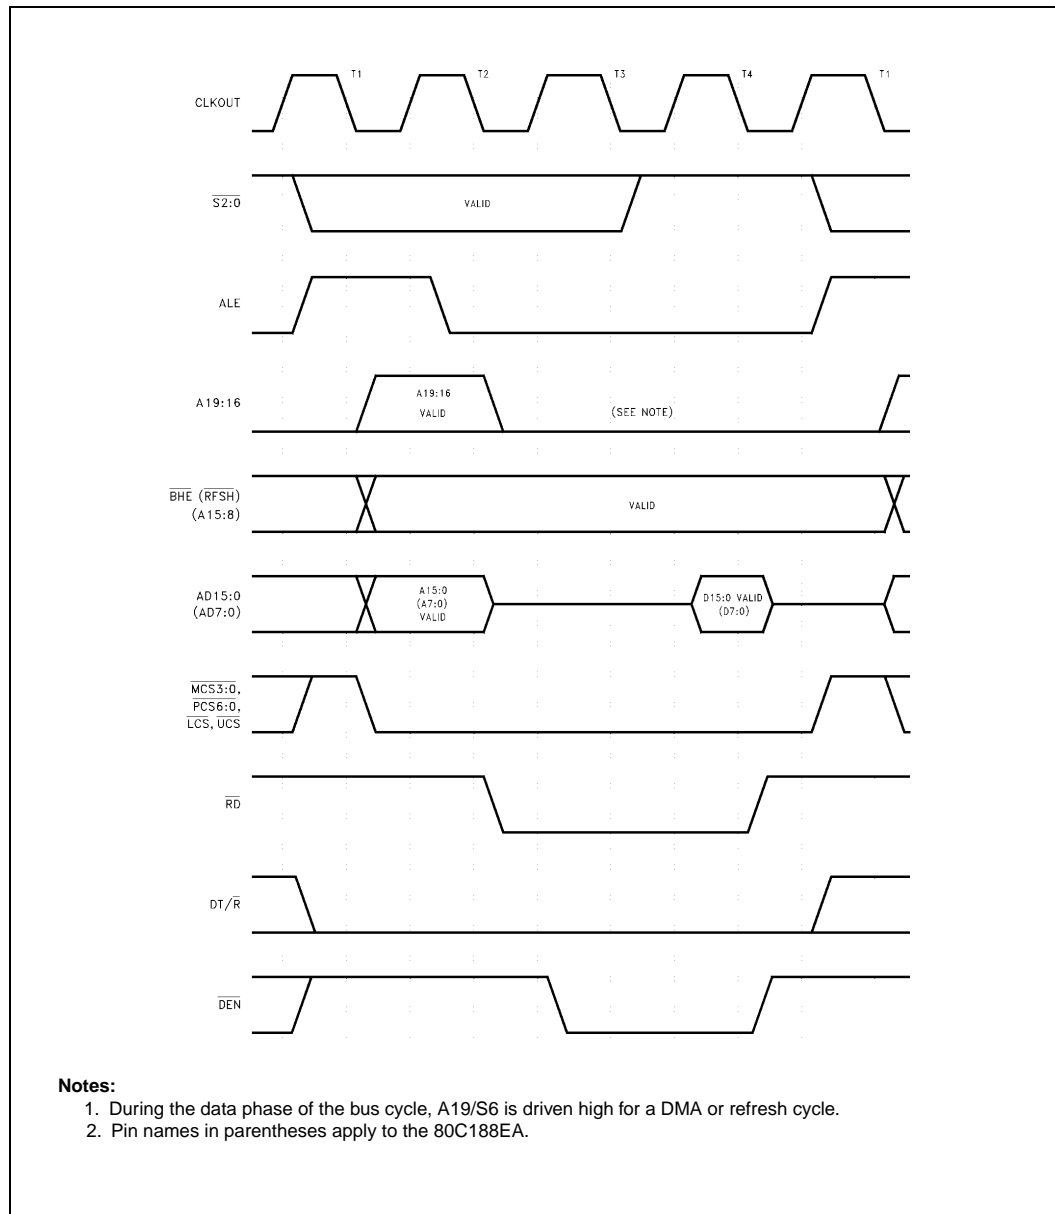 T1 T2 T3 T4 T1
CLKOUT
S2:0
VALID
ALE
A19:16
A19:16
VALID
(SEE NOTE)
BHE (RFSH)
(A15:8)
VALID
AD15:0
(AD7:0)
A15:0
(A7:0)
VALID
D15:0 VALID
(D7:0)
MCS3:0,
PCS6:0,
LCS, UCS
RD
DT/R
DEN
Notes:
1. During the data phase of the bus cycle, A19/S6 is driven high for a DMA or refresh cycle.
2. Pin names in parentheses apply to the 80C188EA.